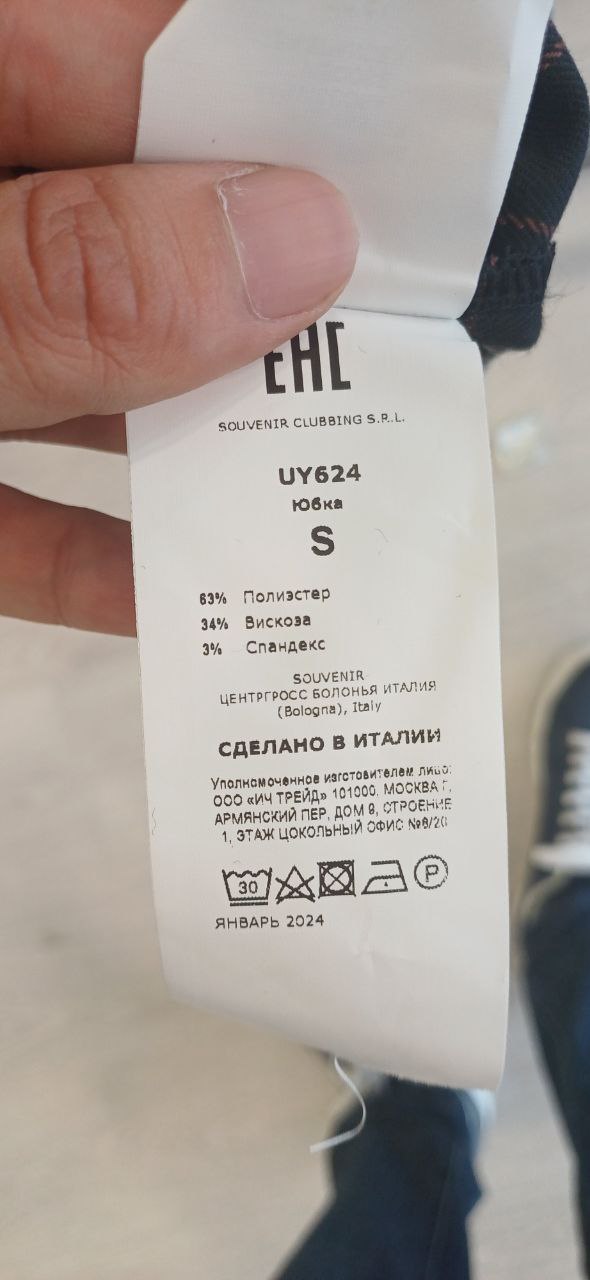 ЕАС
SOUVENIR CLUBBING S.R.L.
UY624
Юбка
S
63% Полиэстер
34% Вискоза
3% Спандекс
SOUVENIR
ЦЕНТРГРОСС БОЛОНЬЯ ИТАЛИЯ
(Bologna), Italy
СДЕЛАНО В ИТАЛИИ
Уполномоченное изготовителем лицо:
ООО «ИЧ ТРЕЙД» 101000, МОСКВА Г,
АРМЯНСКИЙ ПЕР, ДОМ 9, СТРОЕНИЕ
1, ЭТАЖ ЦОКОЛЬНЫЙ ОФИС №6/20
30
P
ЯНВАРЬ 2024